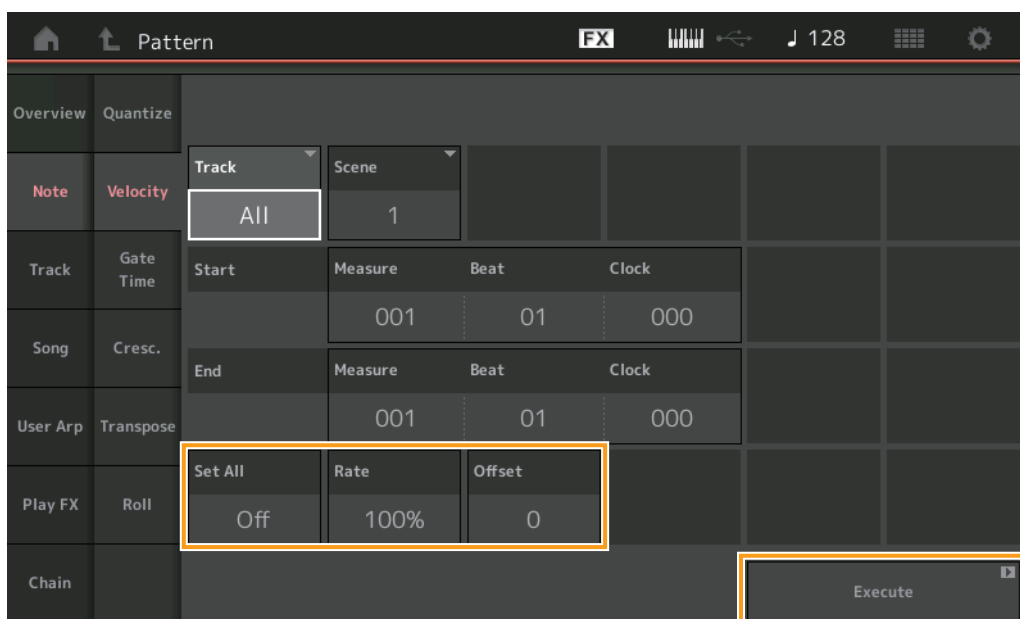 Pattern FX ♩ 128
Overview Quantize
Track Scene
Note Velocity
All 1
Track Gate Time Start Measure Beat Clock
001 01 000
Song Cresc.
End Measure Beat Clock
User Arp Transpose 001 01 000
Set All Rate Offset
Play FX Roll Off 100% 0
Chain Execute